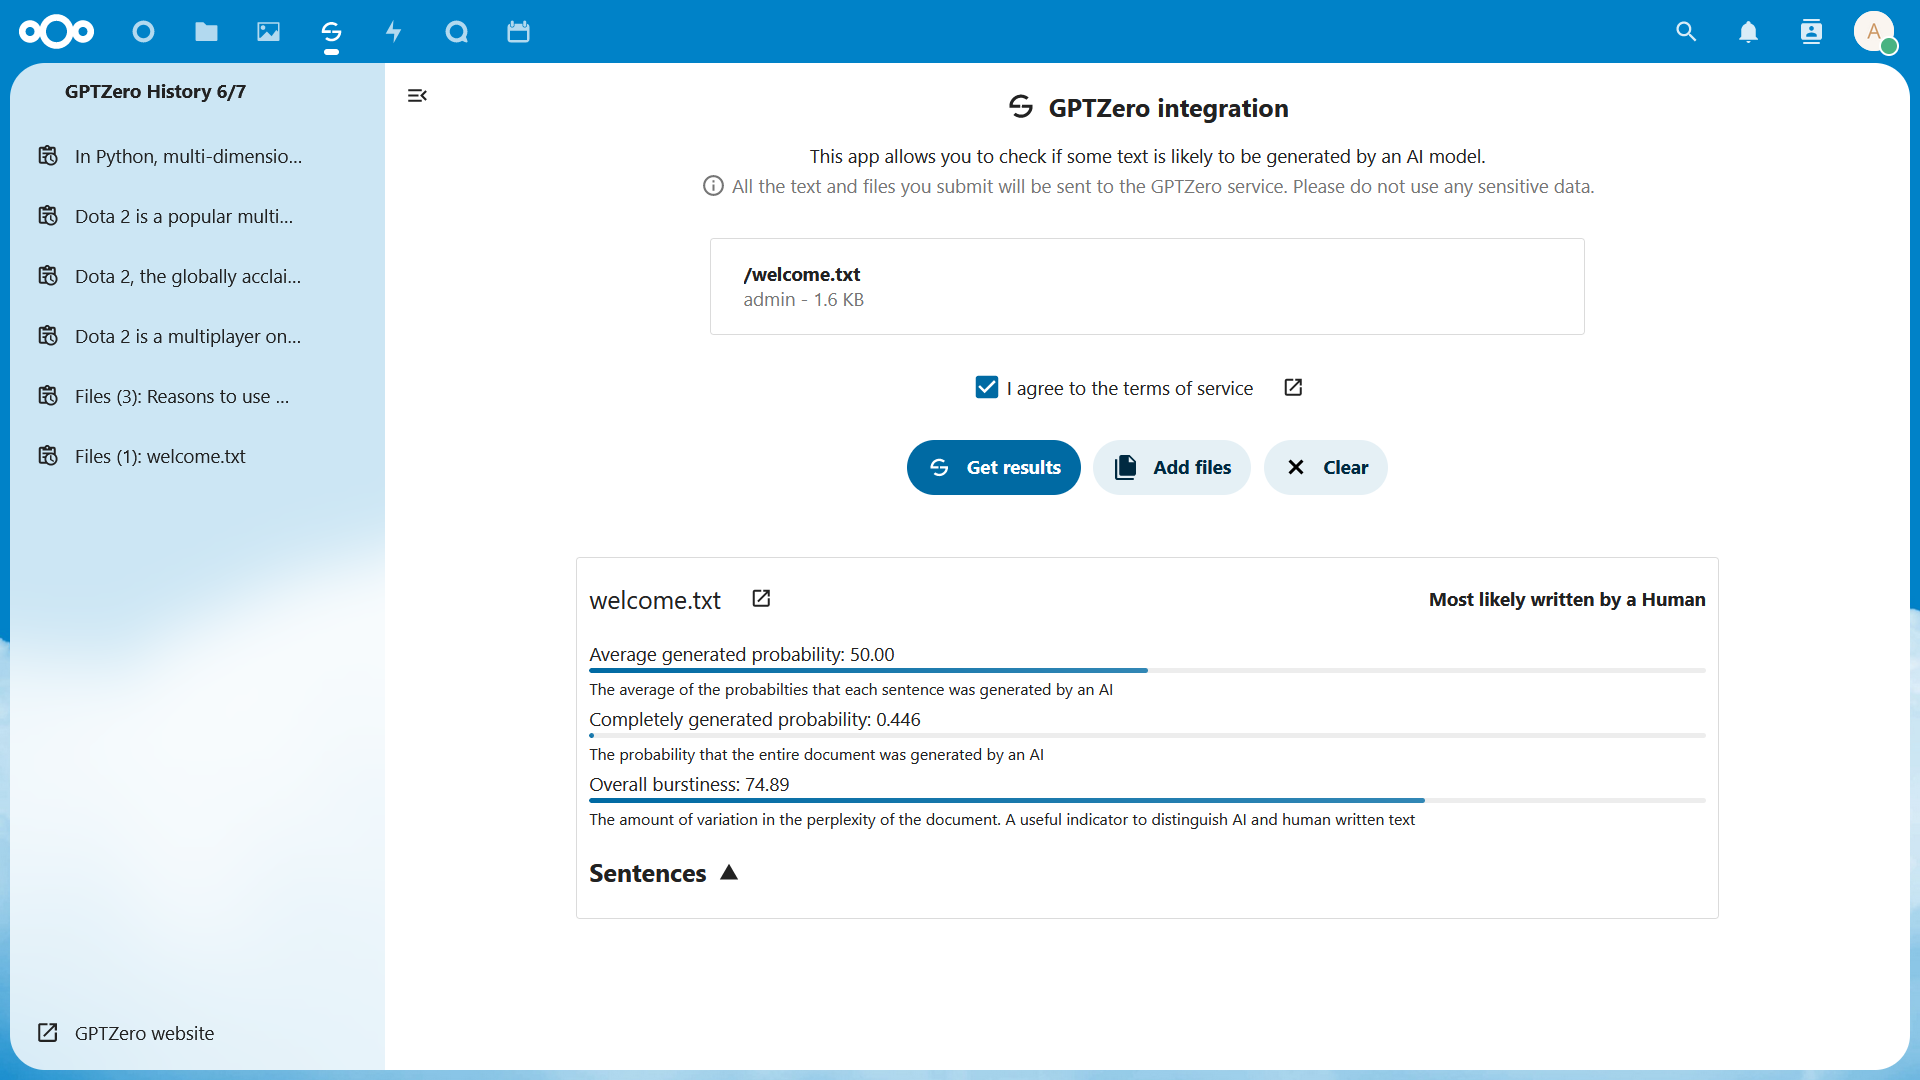 A
GPTZero History 6/7
In Python, multi-dimensio...
Dota 2 is a popular multi...
Dota 2, the globally acclai...
Dota 2 is a multiplayer on...
Files (3): Reasons to use ...
Files (1): welcome.txt
GPTZero website
GPTZero integration
This app allows you to check if some text is likely to be generated by an AI model.
All the text and files you submit will be sent to the GPTZero service. Please do not use any sensitive data.
/welcome.txt
admin - 1.6 KB
I agree to the terms of service
Get results
Add files
Clear
welcome.txt
Most likely written by a Human
Average generated probability: 50.00
The average of the probabilties that each sentence was generated by an AI
Completely generated probability: 0.446
The probability that the entire document was generated by an AI
Overall burstiness: 74.89
The amount of variation in the perplexity of the document. A useful indicator to distinguish AI and human written text
Sentences